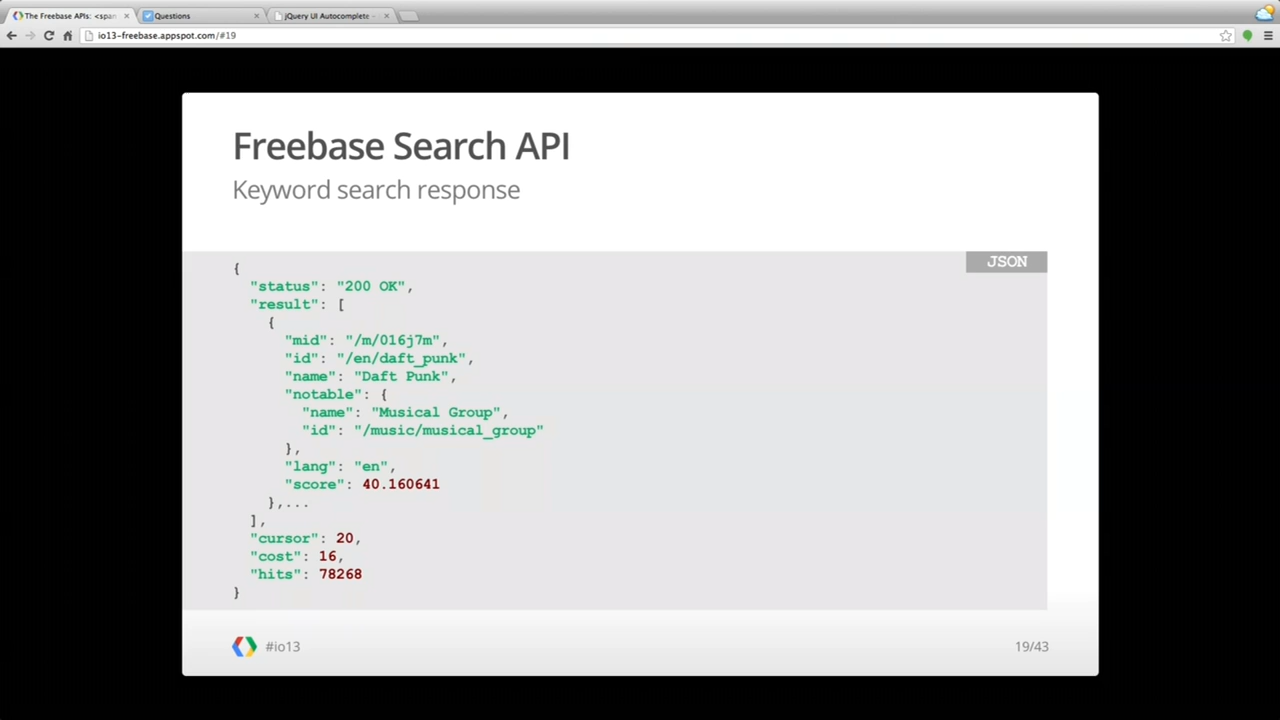 The Freebase APIs: <span
Questions
jQuery UI Autocomplete -
io13-freebase.appspot.com/#19
Freebase Search API
Keyword search response
JSON
{
"status": "200 OK",
"result": [
{
"mid": "/m/016j7m",
"id": "/en/daft_punk",
"name": "Daft Punk",
"notable": {
"name": "Musical Group",
"id": "/music/musical_group"
},
"lang": "en",
"score": 40.160641
},...
],
"cursor": 20,
"cost": 16,
"hits": 78268
}
#io13
19/43